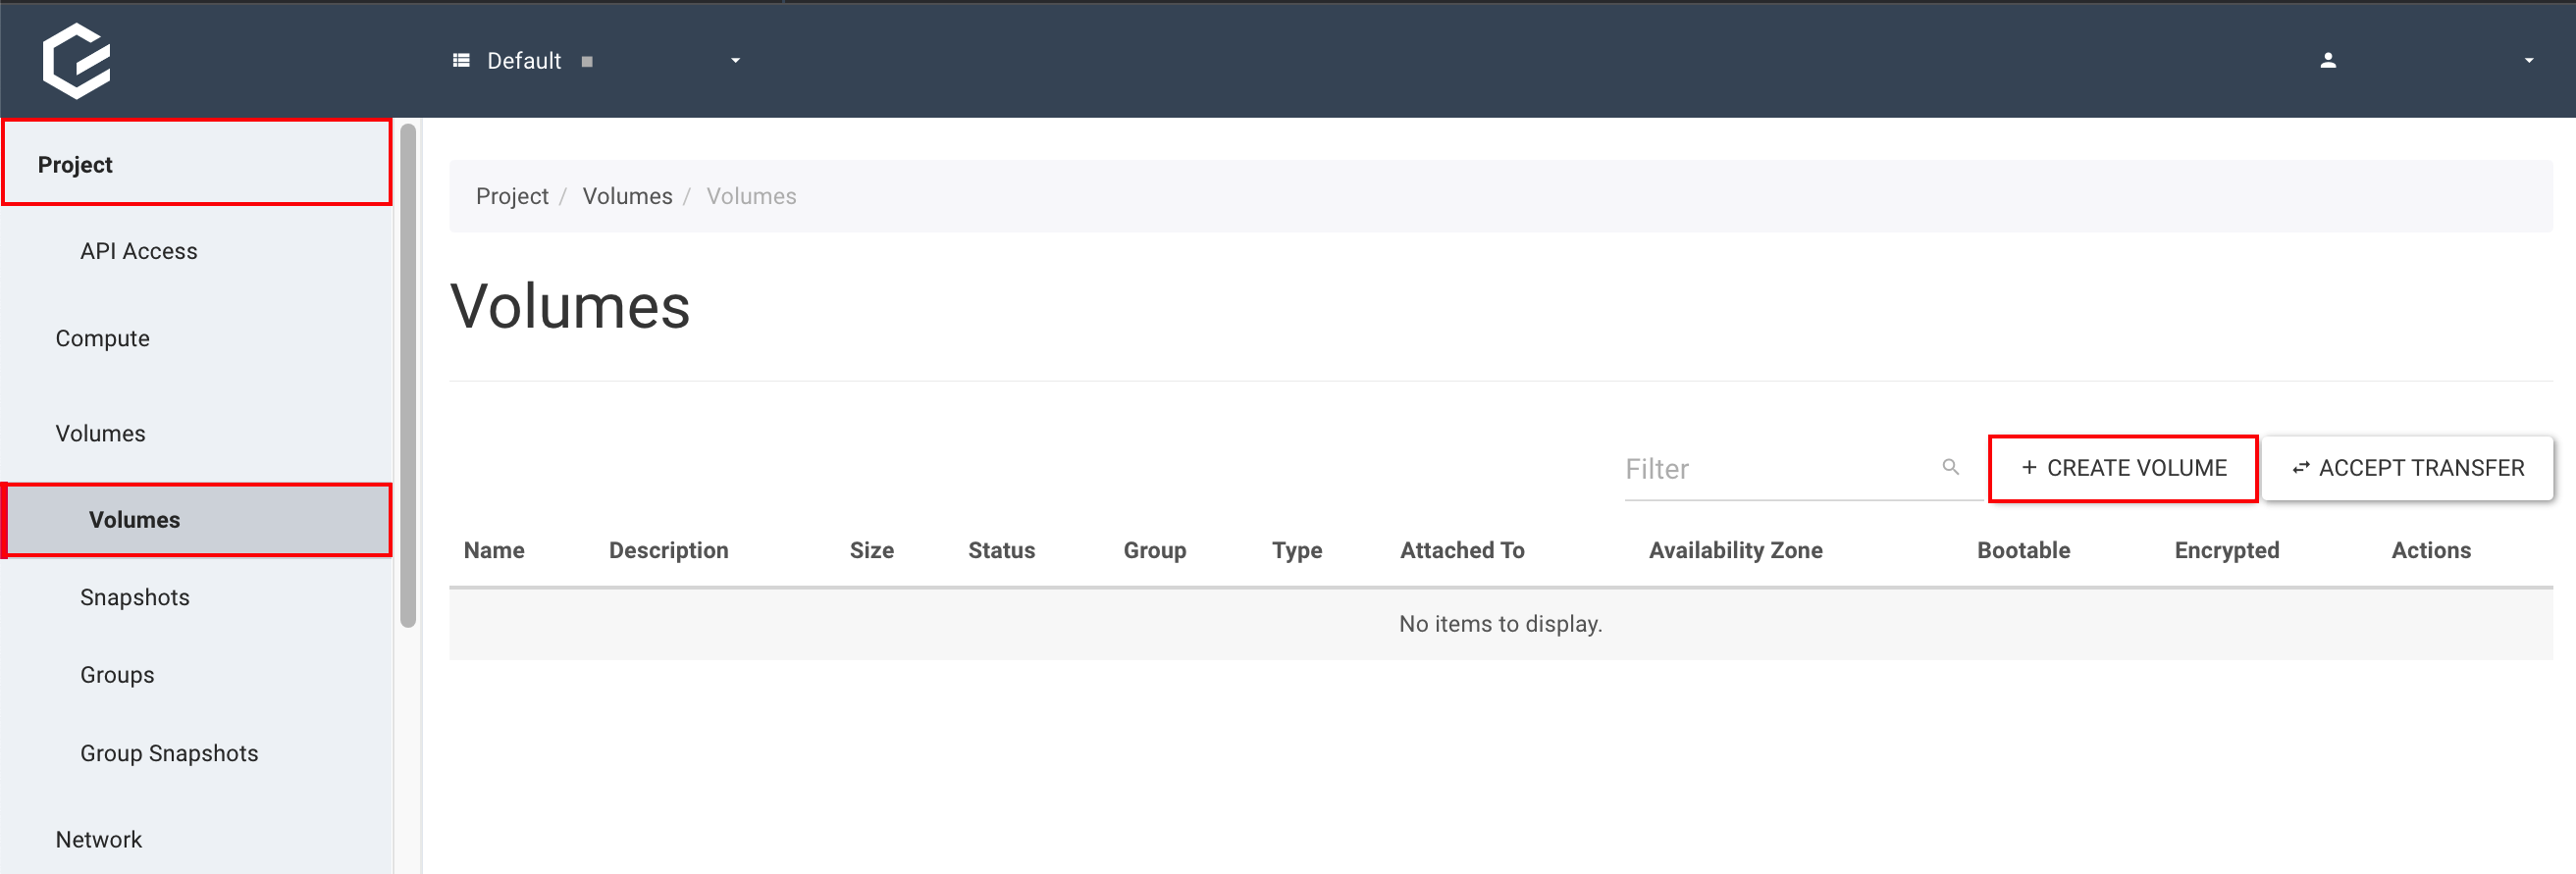 Default
Project
API Access
Compute
Volumes
Volumes
Snapshots
Groups
Group Snapshots
Network
Project / Volumes / Volumes
Volumes
Filter
+ CREATE VOLUME
ACCEPT TRANSFER
Name Description Size Status Group Type Attached To Availability Zone Bootable Encrypted Actions
No items to display.